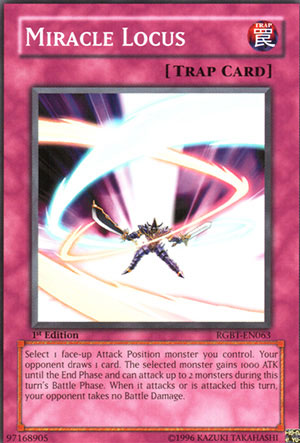 MIRACLE LOCUS
TRAP
罠
[TRAP CARD]
1st Edition
RGBT-EN063
Select 1 face-up Attack Position monster you control. Your
opponent draws 1 card. The selected monster gains 1000 ATK
until the End Phase and can attack up to 2 monsters during this
turn's Battle Phase. When it attacks or is attacked this turn,
your opponent takes no Battle Damage.
97168905
©1996 KAZUKI TAKAHASHI